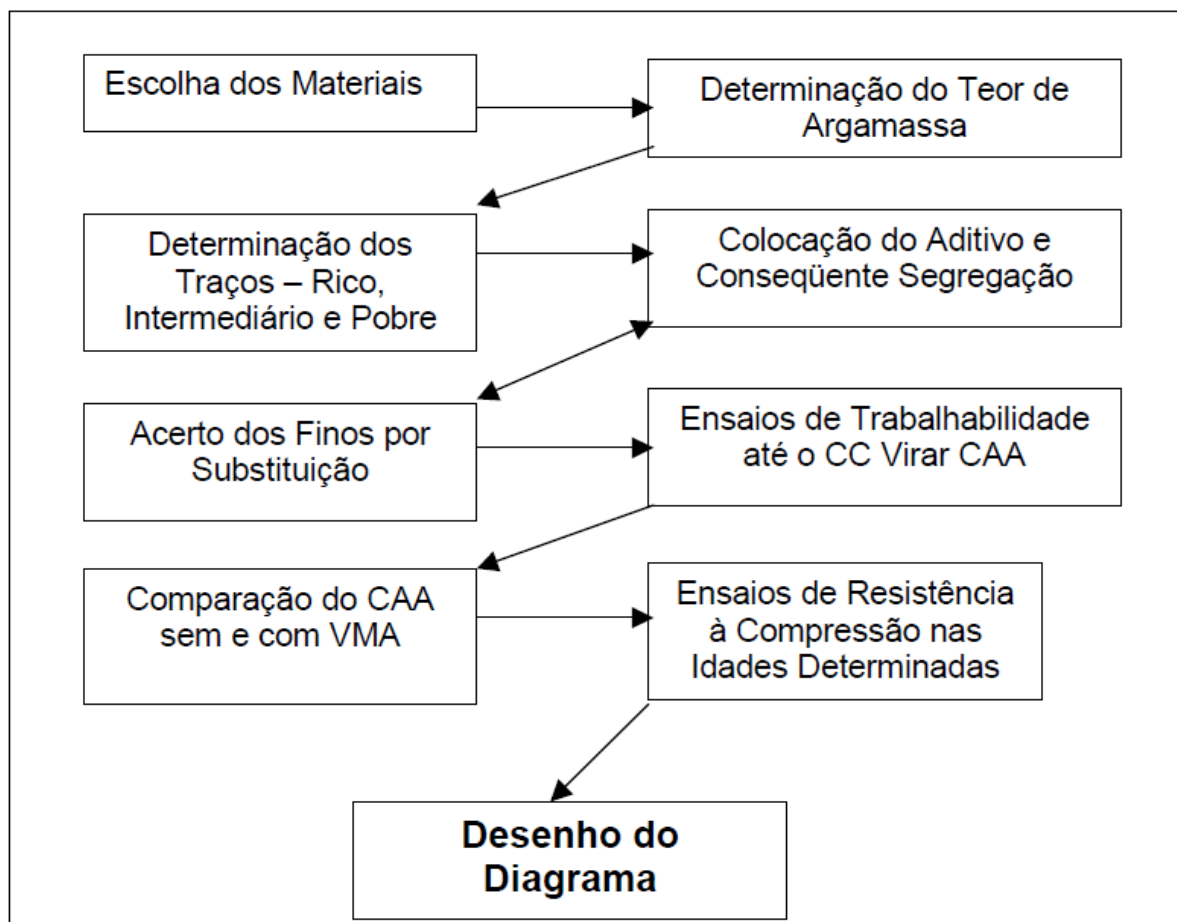 Escolha dos Materiais
Determinação do Teor de
Argamassa
Determinação dos
Traços – Rico,
Intermediário e Pobre
Colocação do Aditivo e
Conseqüente Segregação
Acerto dos Finos por
Substituição
Ensaios de Trabalhabilidade
até o CC Virar CAA
Comparação do CAA
sem e com VMA
Ensaios de Resistência
à Compressão nas
Idades Determinadas
Desenho do
Diagrama